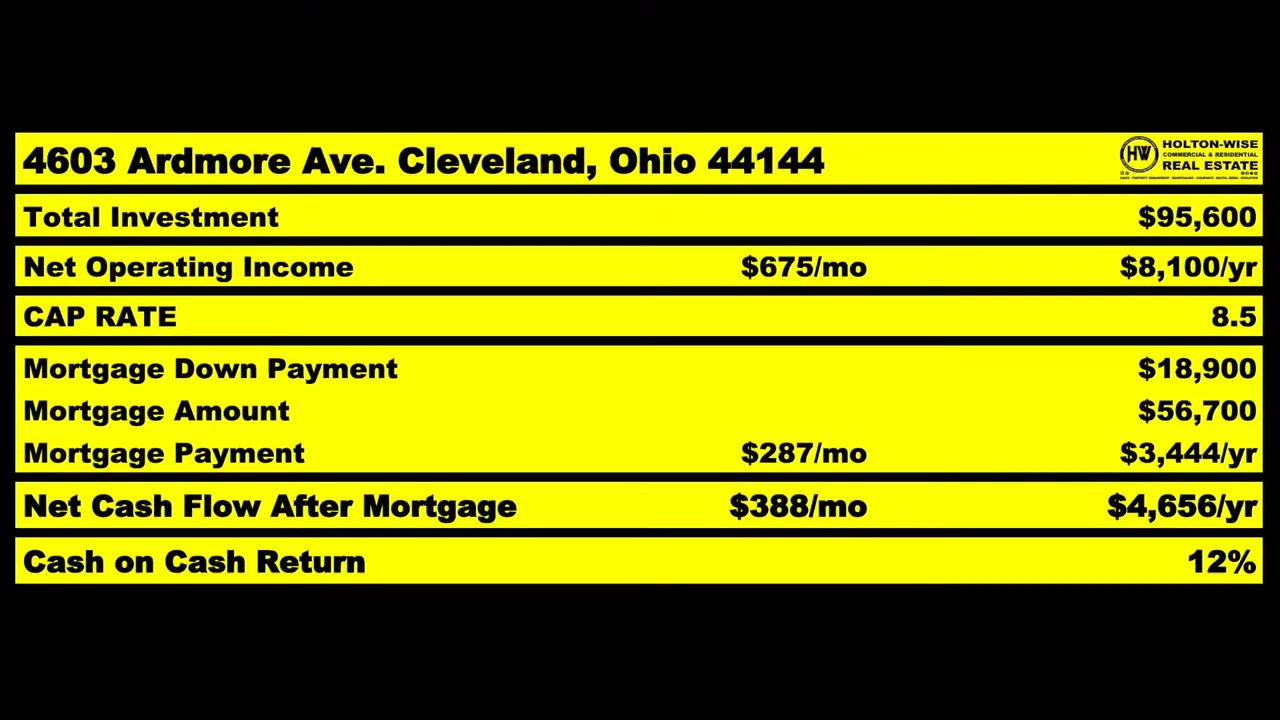 4603 Ardmore Ave. Cleveland, Ohio 44144
HW
HOLTON-WISE
COMMERCIAL & RESIDENTIAL
REAL ESTATE
Total Investment $95,600
Net Operating Income $675/mo $8,100/yr
CAP RATE 8.5
Mortgage Down Payment $18,900
Mortgage Amount $56,700
Mortgage Payment $287/mo $3,444/yr
Net Cash Flow After Mortgage $388/mo $4,656/yr
Cash on Cash Return 12%